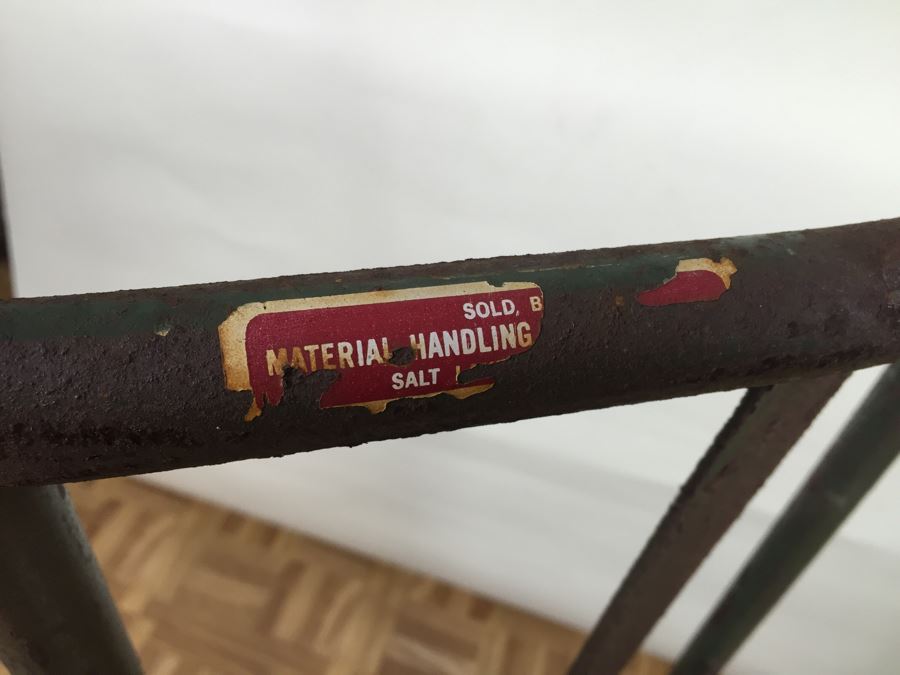 SOLD, B
MATERIAL HANDLING
SALT